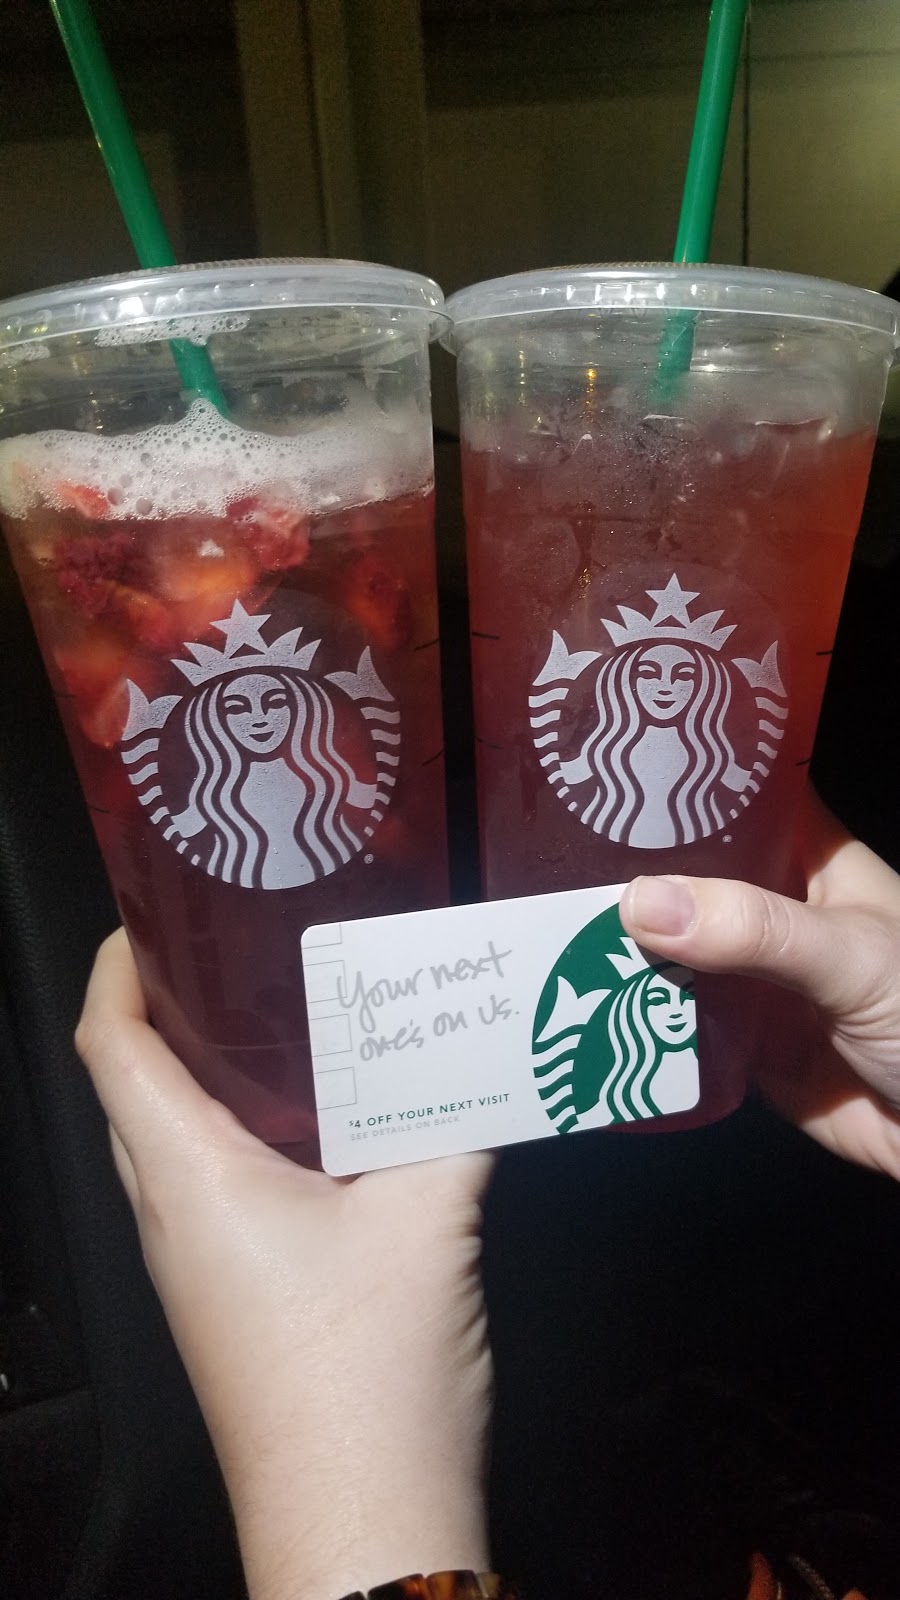 Your next
one's on us.
$4 OFF YOUR NEXT VISIT
SEE DETAILS ON BACK
®
®